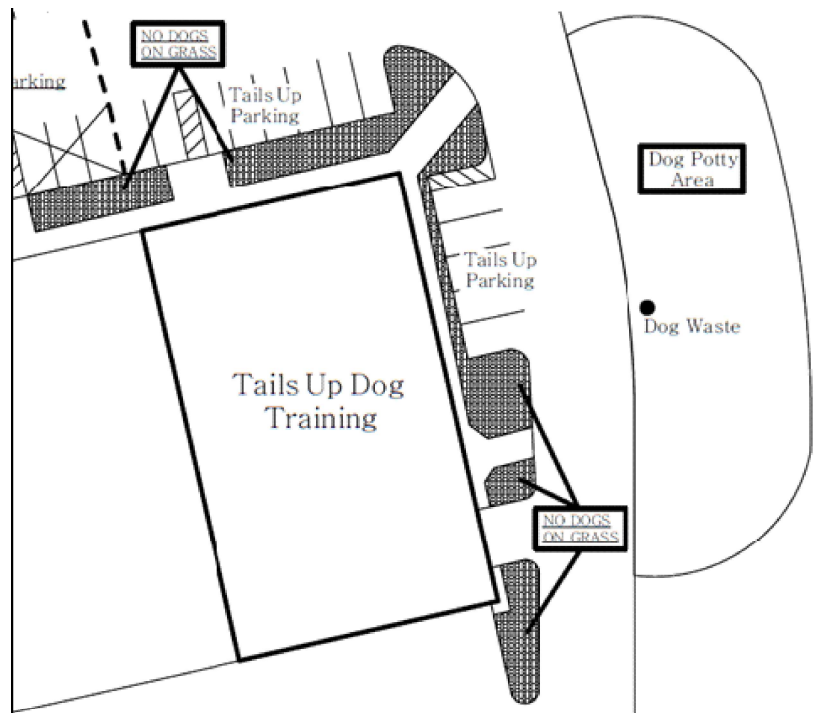 NO DOGS
ON GRASS
arking
Tails Up
Parking
Dog Potty
Area
Tails Up
Parking
Dog Waste
Tails Up Dog
Training
NO DOGS
ON GRASS